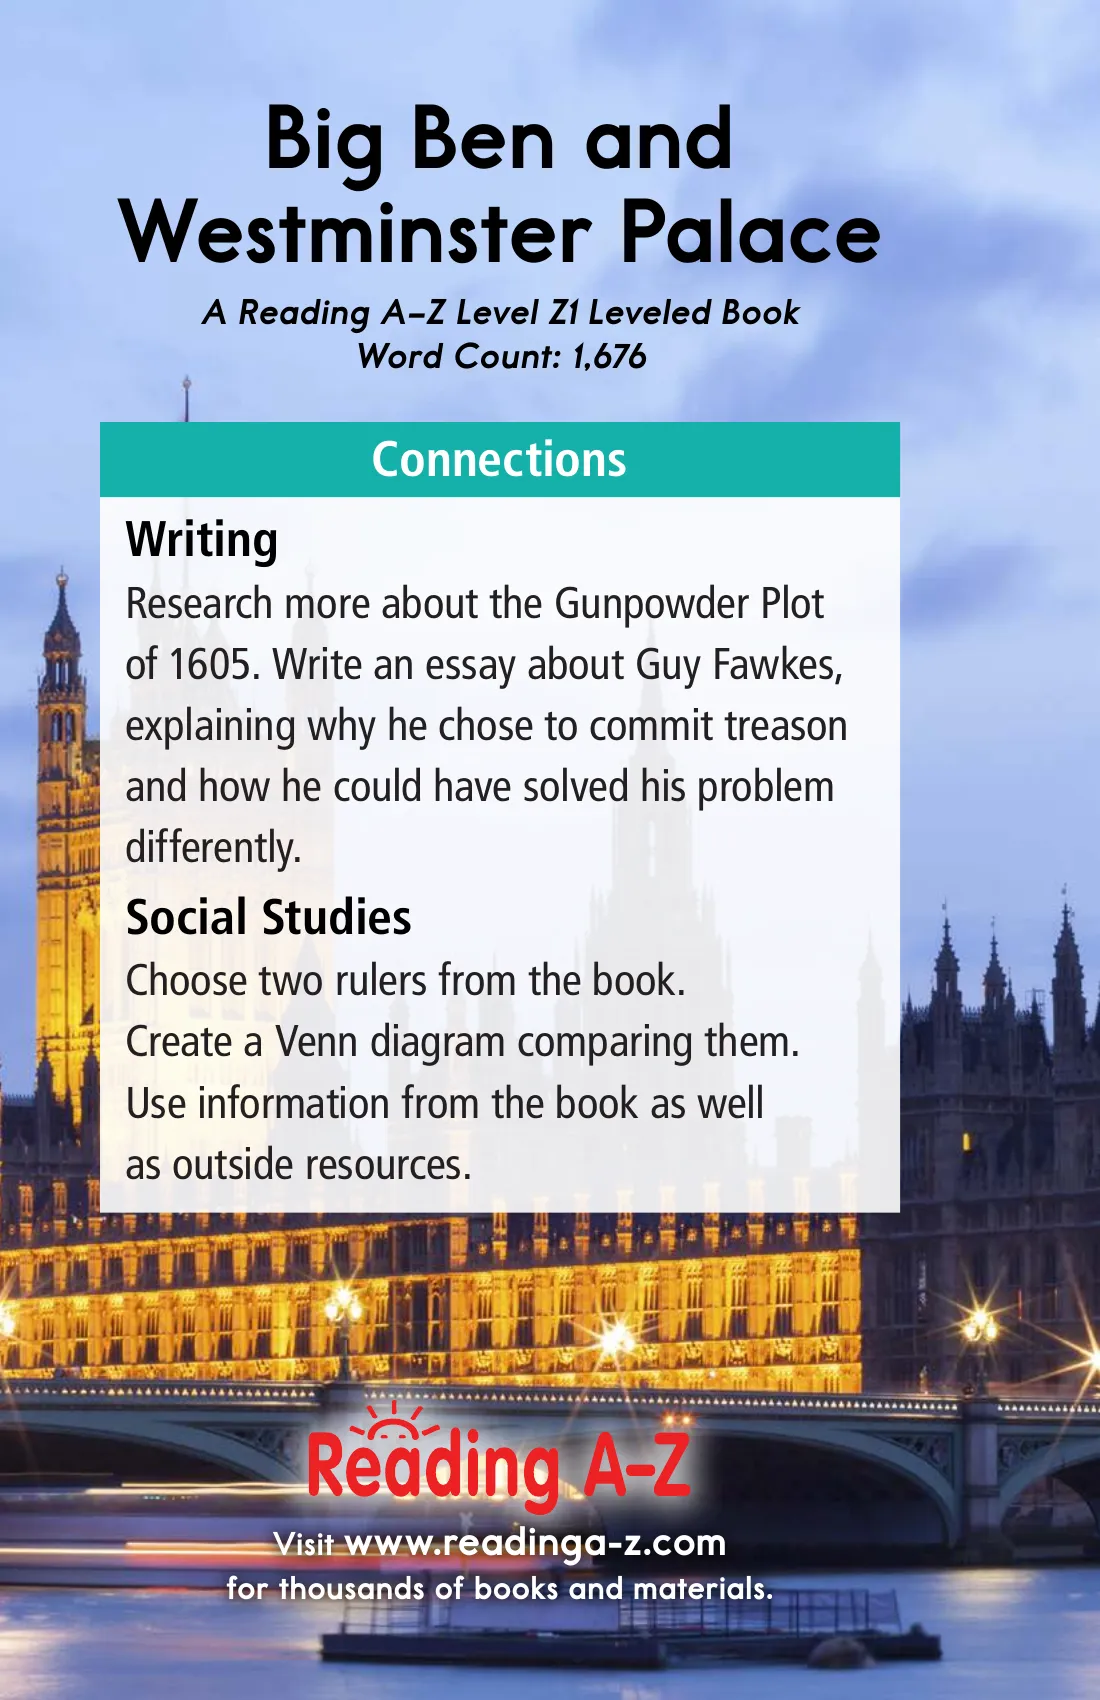 Big Ben and
Westminster Palace
A Reading A–Z Level Z1 Leveled Book
Word Count: 1,676
Connections
Writing
Research more about the Gunpowder Plot
of 1605. Write an essay about Guy Fawkes,
explaining why he chose to commit treason
and how he could have solved his problem
differently.
Social Studies
Choose two rulers from the book.
Create a Venn diagram comparing them.
Use information from the book as well
as outside resources.
Reading A–Z
Visit www.readinga-z.com
for thousands of books and materials.